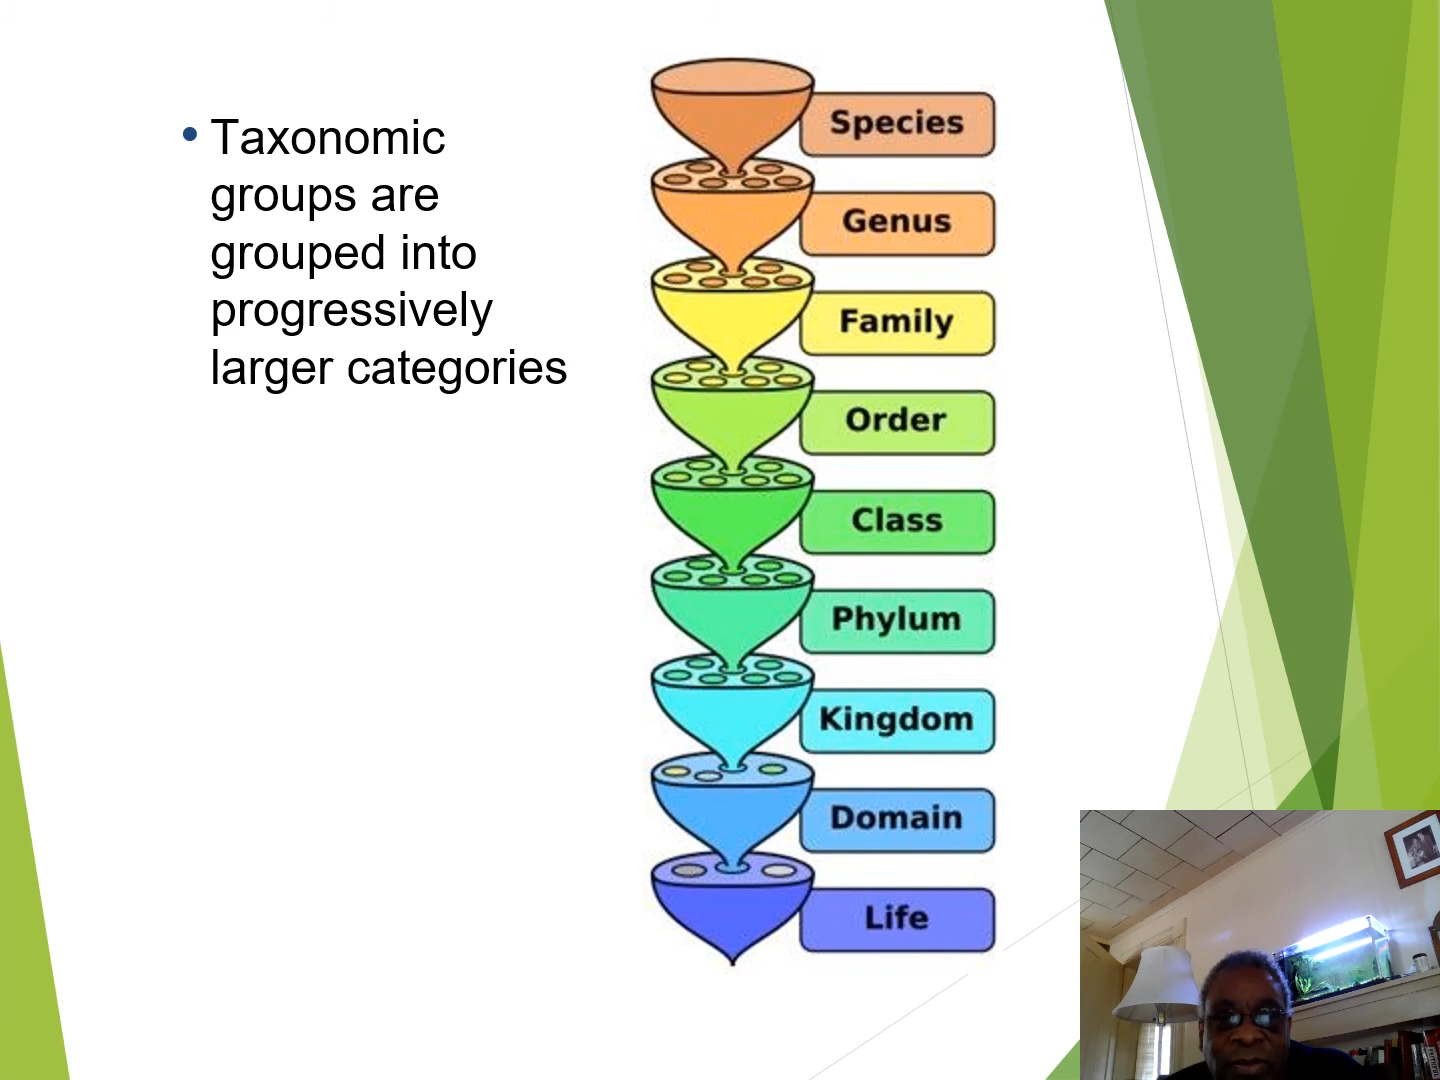 • Taxonomic
groups are
grouped into
progressively
larger categories
Species
Genus
Family
Order
Class
Phylum
Kingdom
Domain
Life